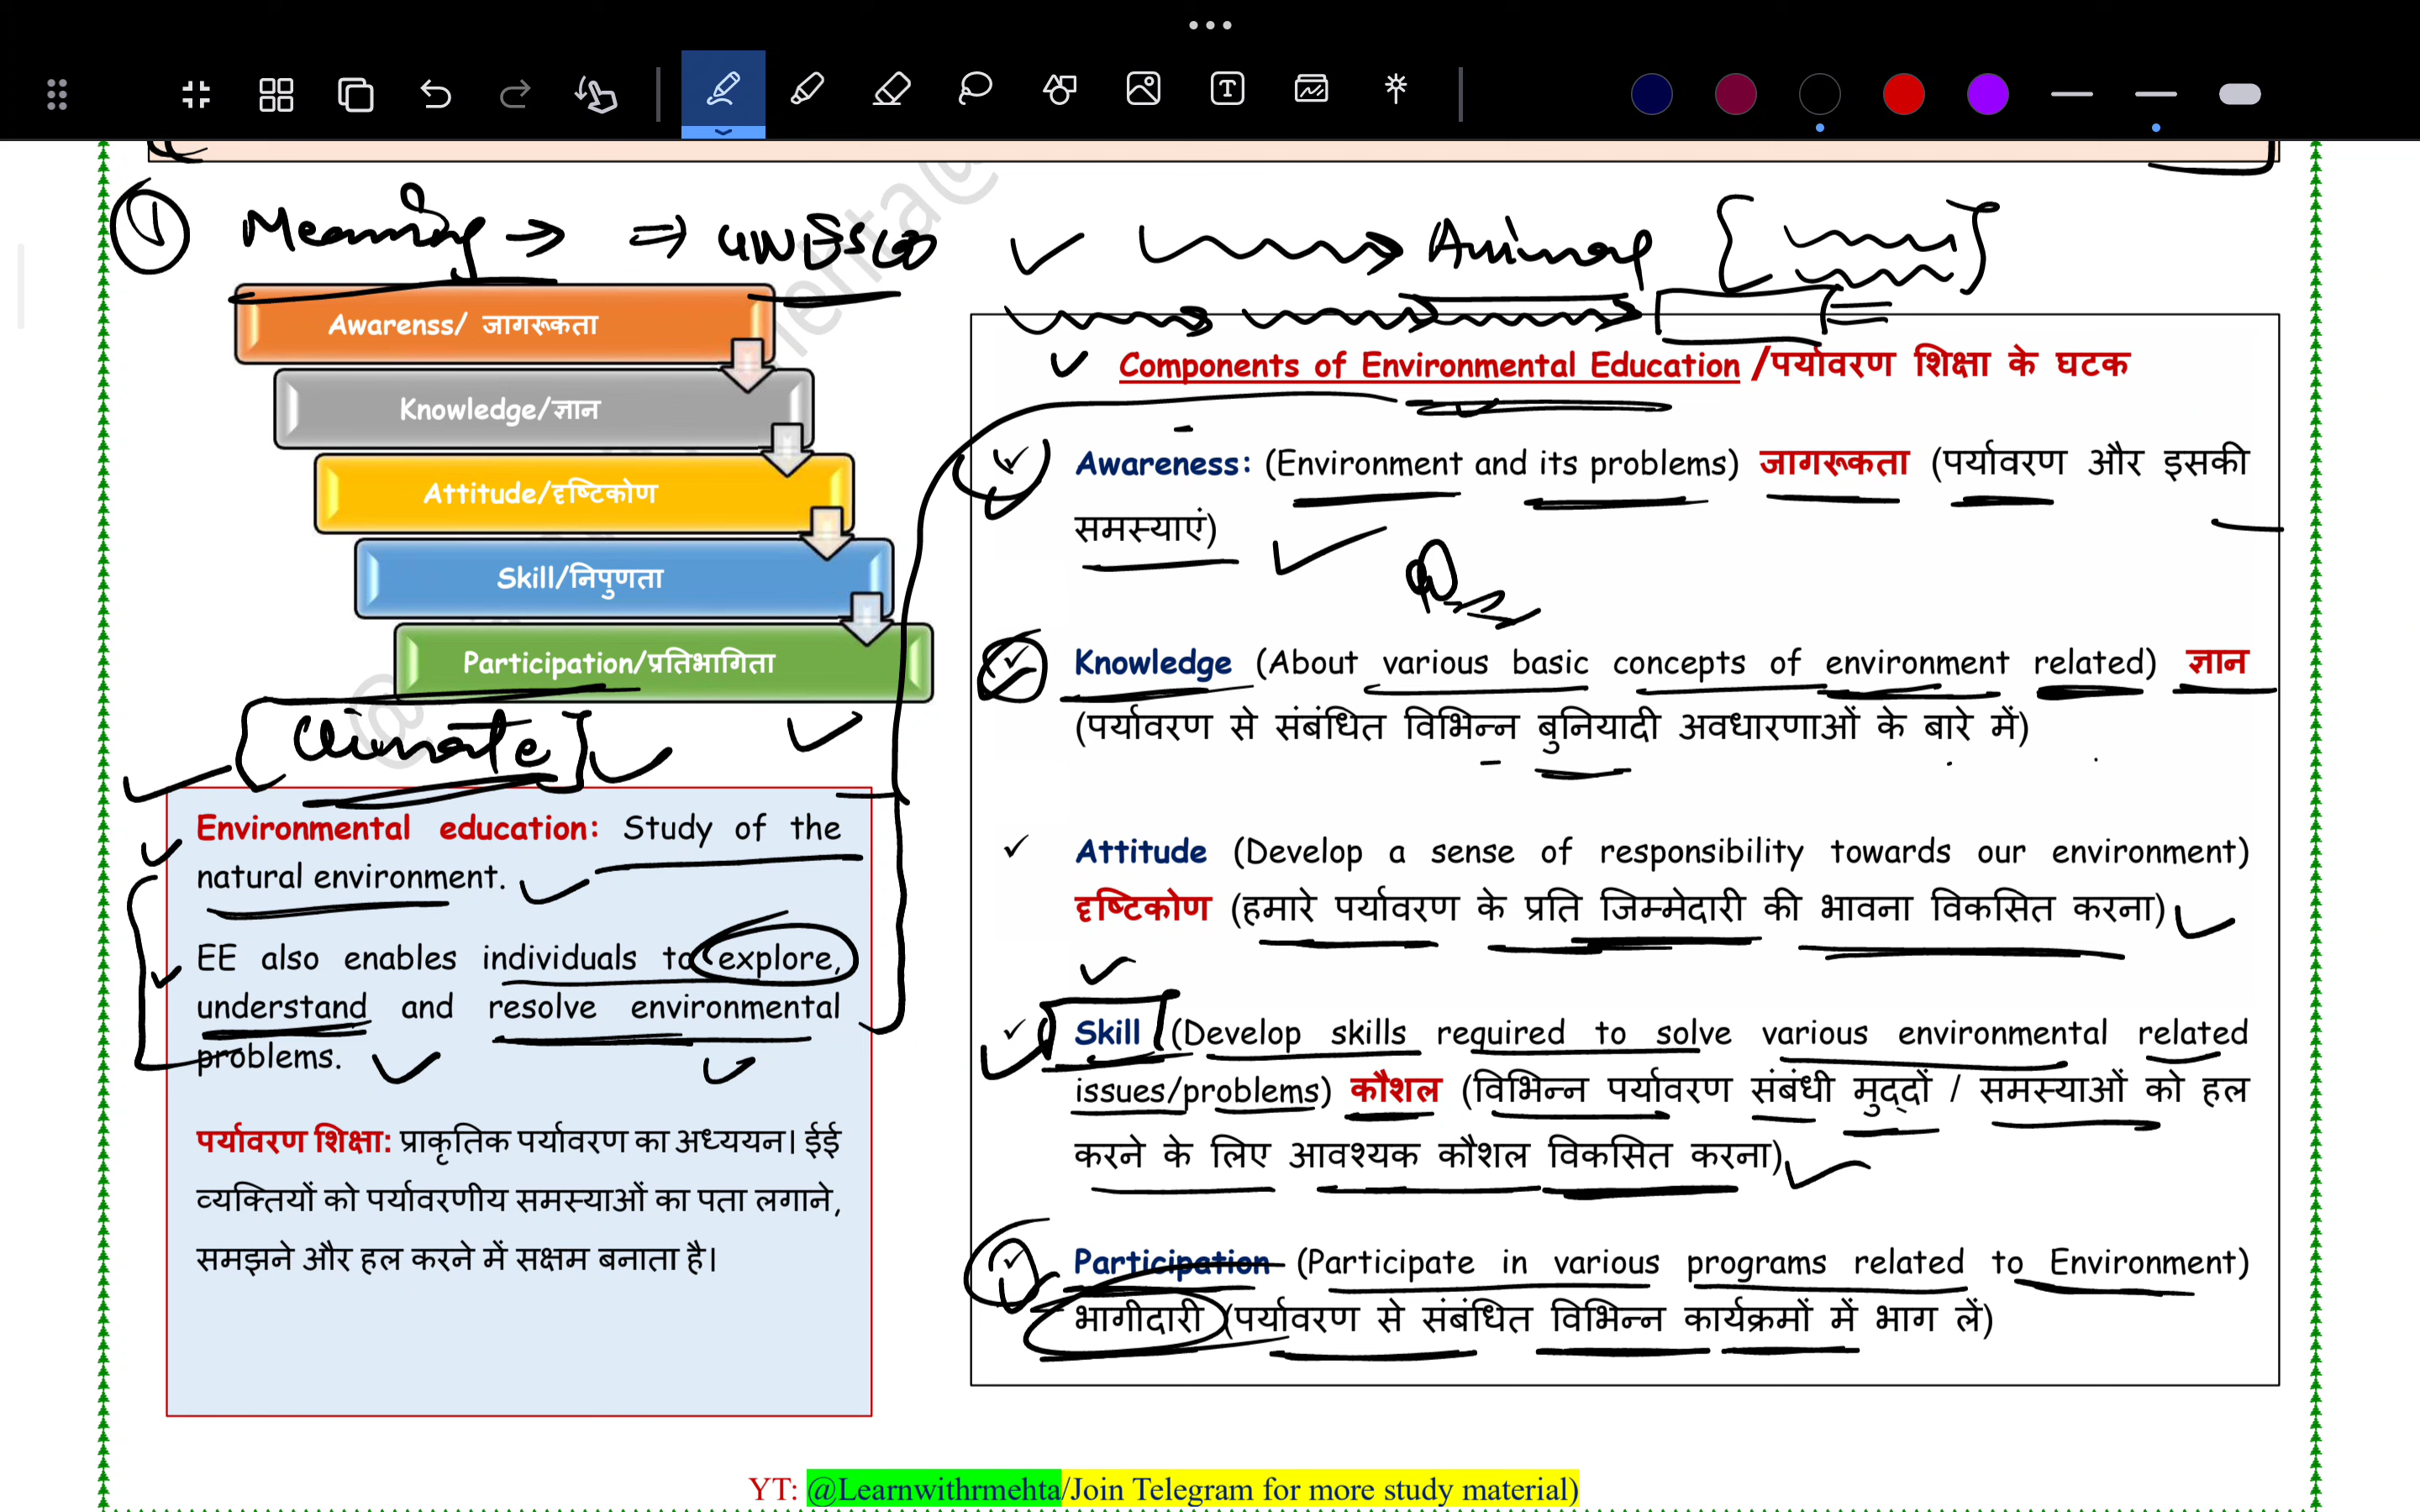 ① Meaning → ⇒ UNESCO
Animal
Awarenss/ जागरूकता
Knowledge/ज्ञान
Attitude/दृष्टिकोण
Skill/निपुणता
Participation/प्रतिभागिता
[Climate]
Environmental education: Study of the
natural environment.
EE also enables individuals to explore,
understand and resolve environmental
problems.
पर्यावरण शिक्षा: प्राकृतिक पर्यावरण का अध्ययन। ईई
व्यक्तियों को पर्यावरणीय समस्याओं का पता लगाने,
समझने और हल करने में सक्षम बनाता है।
Components of Environmental Education /पर्यावरण शिक्षा के घटक
✓ Awareness: (Environment and its problems) जागरूकता (पर्यावरण और इसकी
समस्याएं)
✓ Knowledge (About various basic concepts of environment related) ज्ञान
(पर्यावरण से संबंधित विभिन्न बुनियादी अवधारणाओं के बारे में)
✓ Attitude (Develop a sense of responsibility towards our environment)
दृष्टिकोण (हमारे पर्यावरण के प्रति जिम्मेदारी की भावना विकसित करना)
✓ Skill (Develop skills required to solve various environmental related
issues/problems) कौशल (विभिन्न पर्यावरण संबंधी मुद्दों / समस्याओं को हल
करने के लिए आवश्यक कौशल विकसित करना)
✓ Participation (Participate in various programs related to Environment)
भागीदारी (पर्यावरण से संबंधित विभिन्न कार्यक्रमों में भाग लें)
YT: @Learnwithrmehta/Join Telegram for more study material)